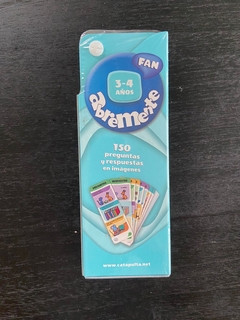 FAN
3-4
AÑOS
abremente
150
preguntas
y respuestas
en imágenes
www.catapulta.net